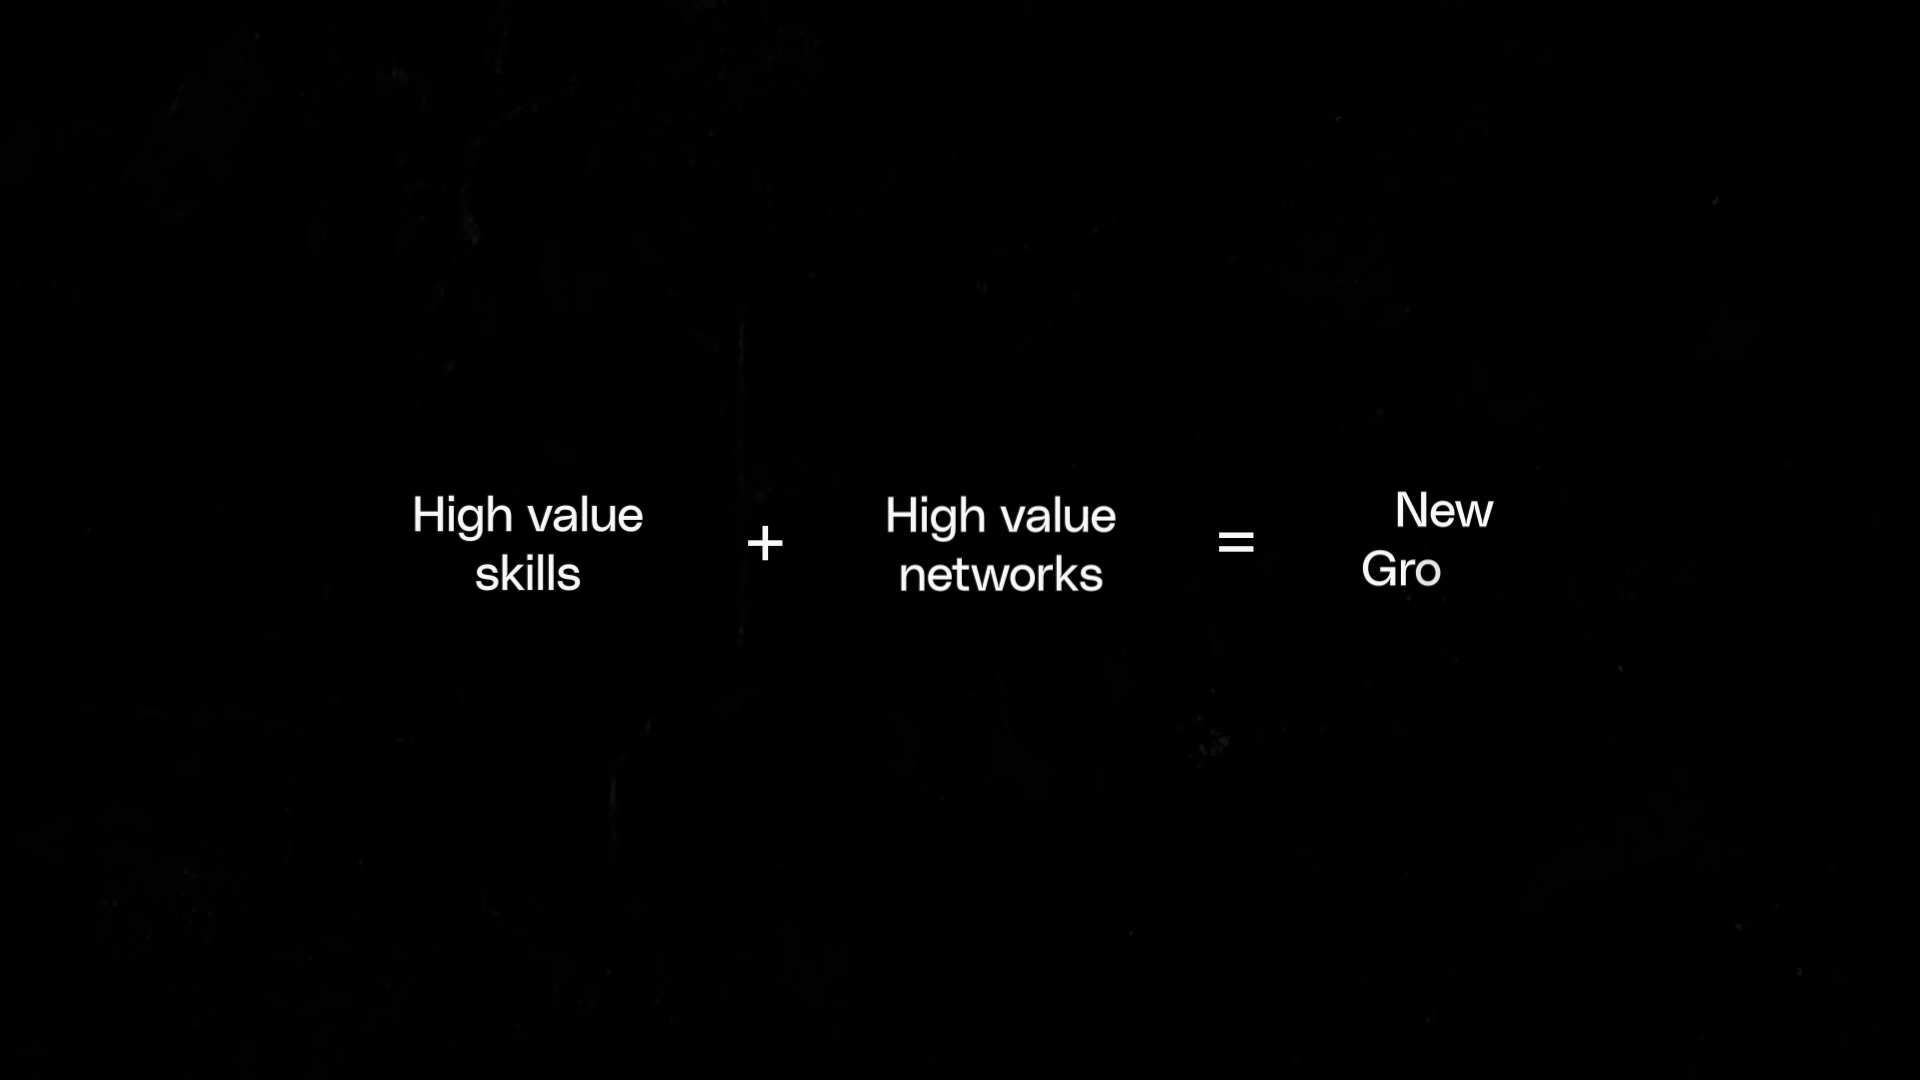 High value
skills
+
High value
networks
=
New
Gro